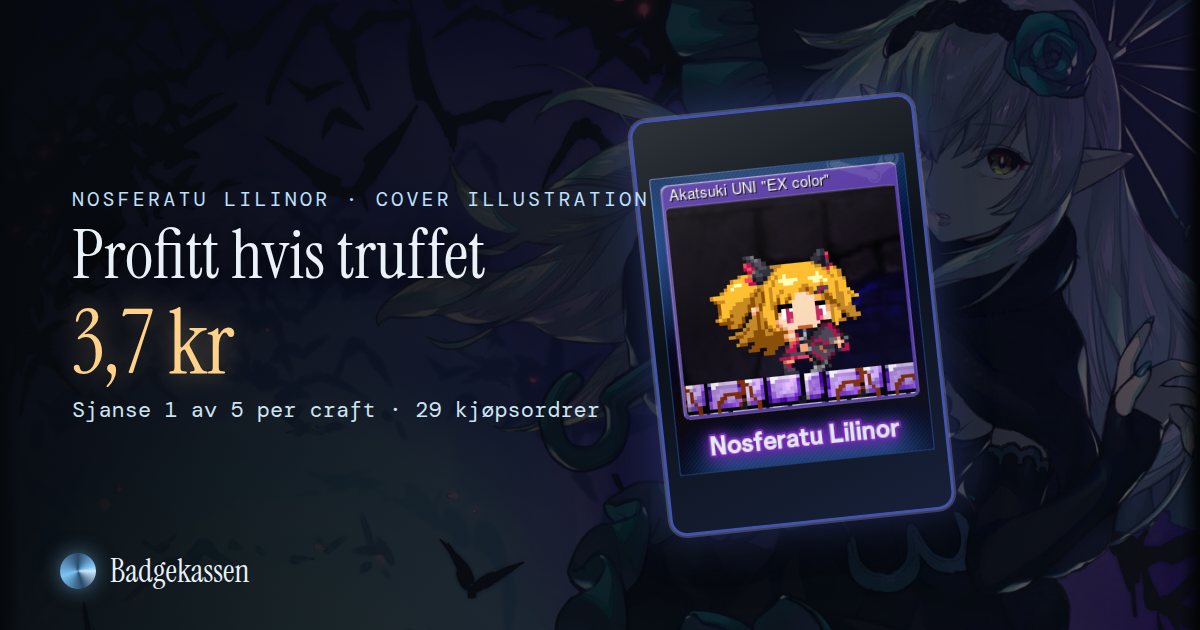 NOSFERATU LILINOR · COVER ILLUSTRATION
Profitt hvis truffet
3,7 kr
Sjanse 1 av 5 per craft · 29 kjøpsordrer
Akatsuki UNI "EX color"
Nosferatu Lilinor
Badgekassen